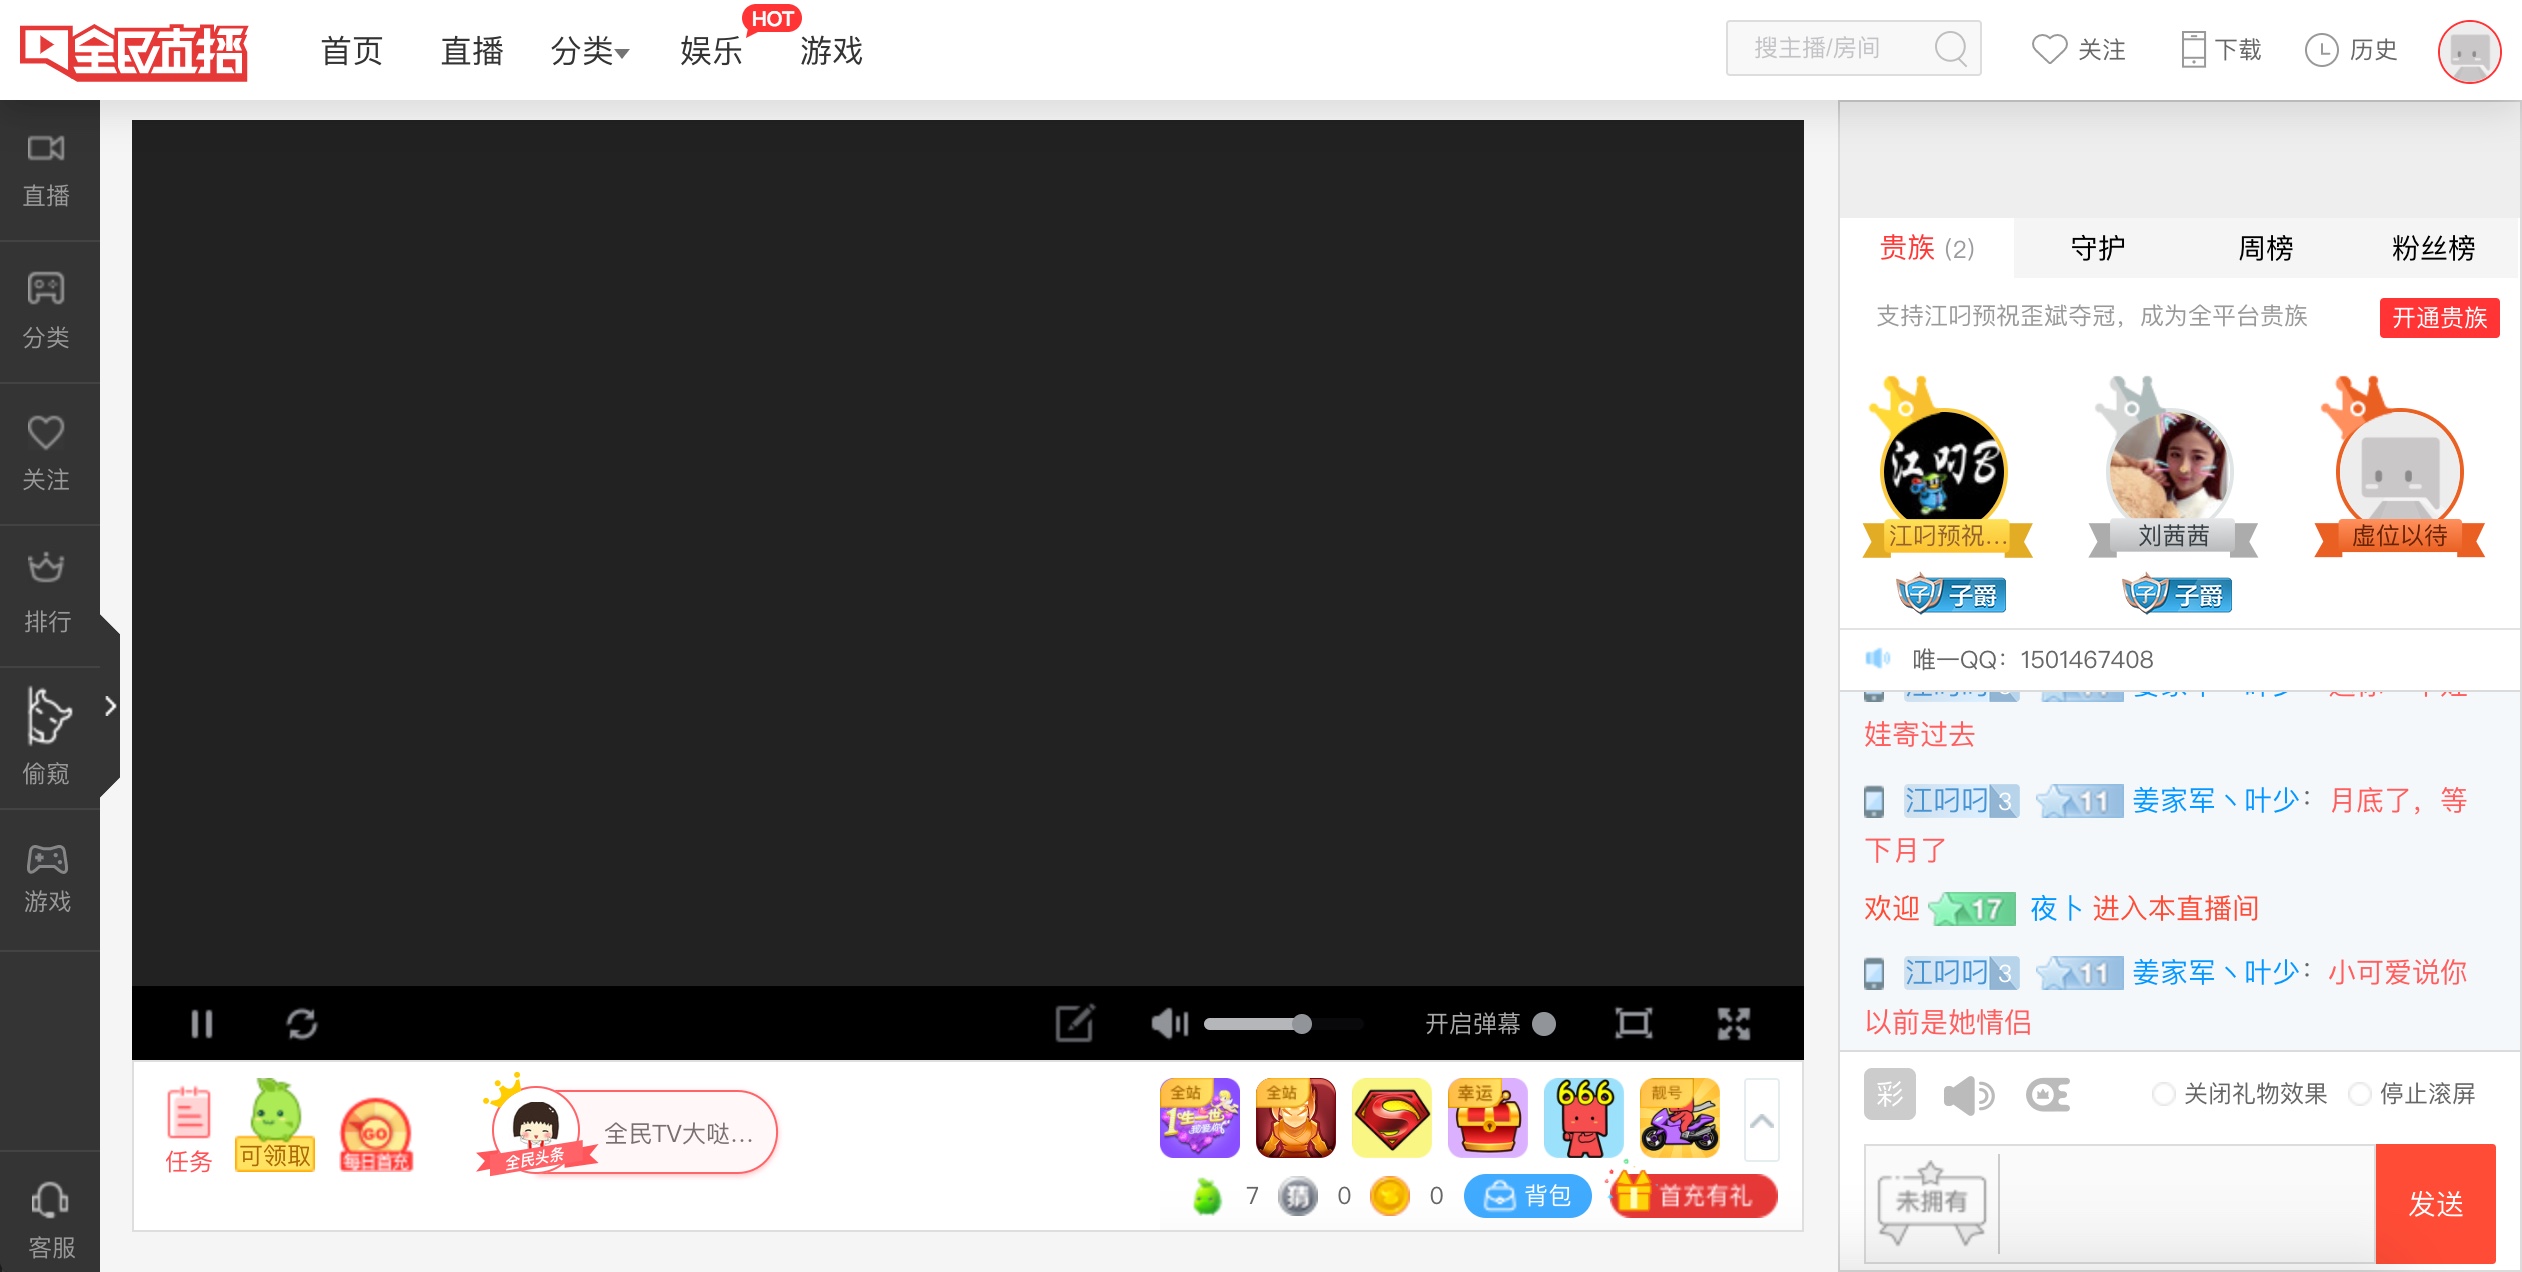 全民直播
首页
直播
分类
娱乐
HOT
游戏
搜主播/房间
关注
下载
历史
直播
分类
关注
排行
偷窥
游戏
客服
开启弹幕
任务
可领取
GO
每日首充
全民头条
全民TV大哒...
全站
全站
幸运
666
靓号
7
0
0
背包
首充有礼
贵族 (2)
守护
周榜
粉丝榜
支持江叼预祝歪斌夺冠，成为全平台贵族
开通贵族
江叼预祝...
刘茜茜
虚位以待
子爵
子爵
唯一QQ：1501467408
娃寄过去
江叼叼 3 11 姜家军丶叶少： 月底了，等
下月了
欢迎 17 夜卜 进入本直播间
江叼叼 3 11 姜家军丶叶少： 小可爱说你
以前是她情侣
彩
关闭礼物效果
停止滚屏
未拥有
发送